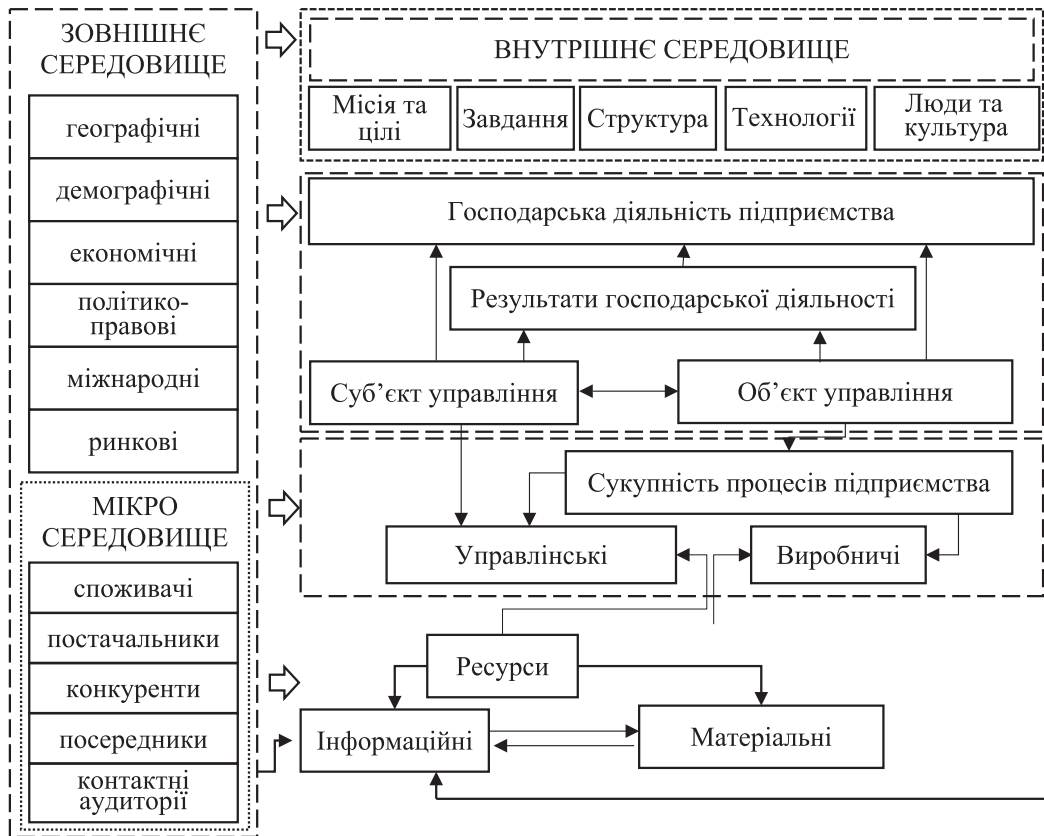 ЗОВНІШНЄ
СЕРЕДОВИЩЕ
географічні
демографічні
економічні
політико-
правові
міжнародні
ринкові
МІКРО
СЕРЕДОВИЩЕ
споживачі
постачальники
конкуренти
посередники
контактні
аудиторії
ВНУТРІШНЄ СЕРЕДОВИЩЕ
Місія та
цілі
Завдання
Структура
Технології
Люди та
культура
Господарська діяльність підприємства
Результати господарської діяльності
Суб’єкт управління
Об’єкт управління
Сукупність процесів підприємства
Управлінські
Виробничі
Ресурси
Інформаційні
Матеріальні